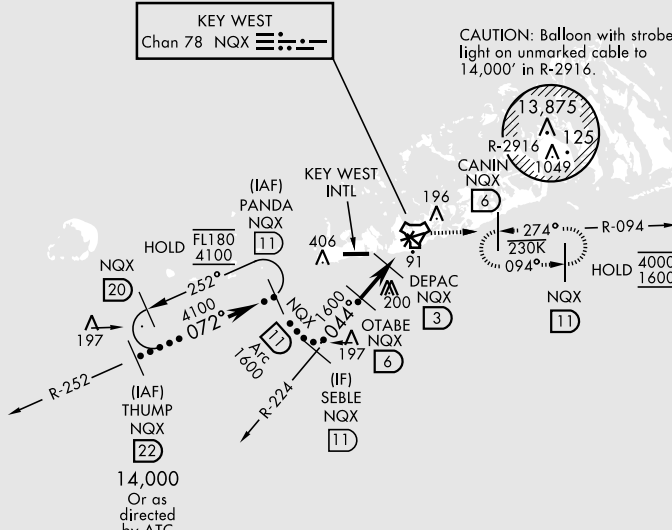 KEY WEST
Chan 78 NQX
CAUTION: Balloon with strobe
light on unmarked cable to
14,000' in R-2916.
13,875
125
R-2916
1049
CANIN
NQX
6
KEY WEST
INTL
(IAF)
PANDA
NQX
11
196
HOLD
FL180
4100
406
91
274°
R-094
230K
094°
HOLD
4000
1600
NQX
20
252°
4100
072°
NQX
11
Arc
1600
1600
044°
200
DEPAC
NQX
3
NQX
11
197
197
OTABE
NQX
6
R-252
R-224
(IAF)
THUMP
NQX
22
(IF)
SEBLE
NQX
11
14,000
Or as
directed
by ATC